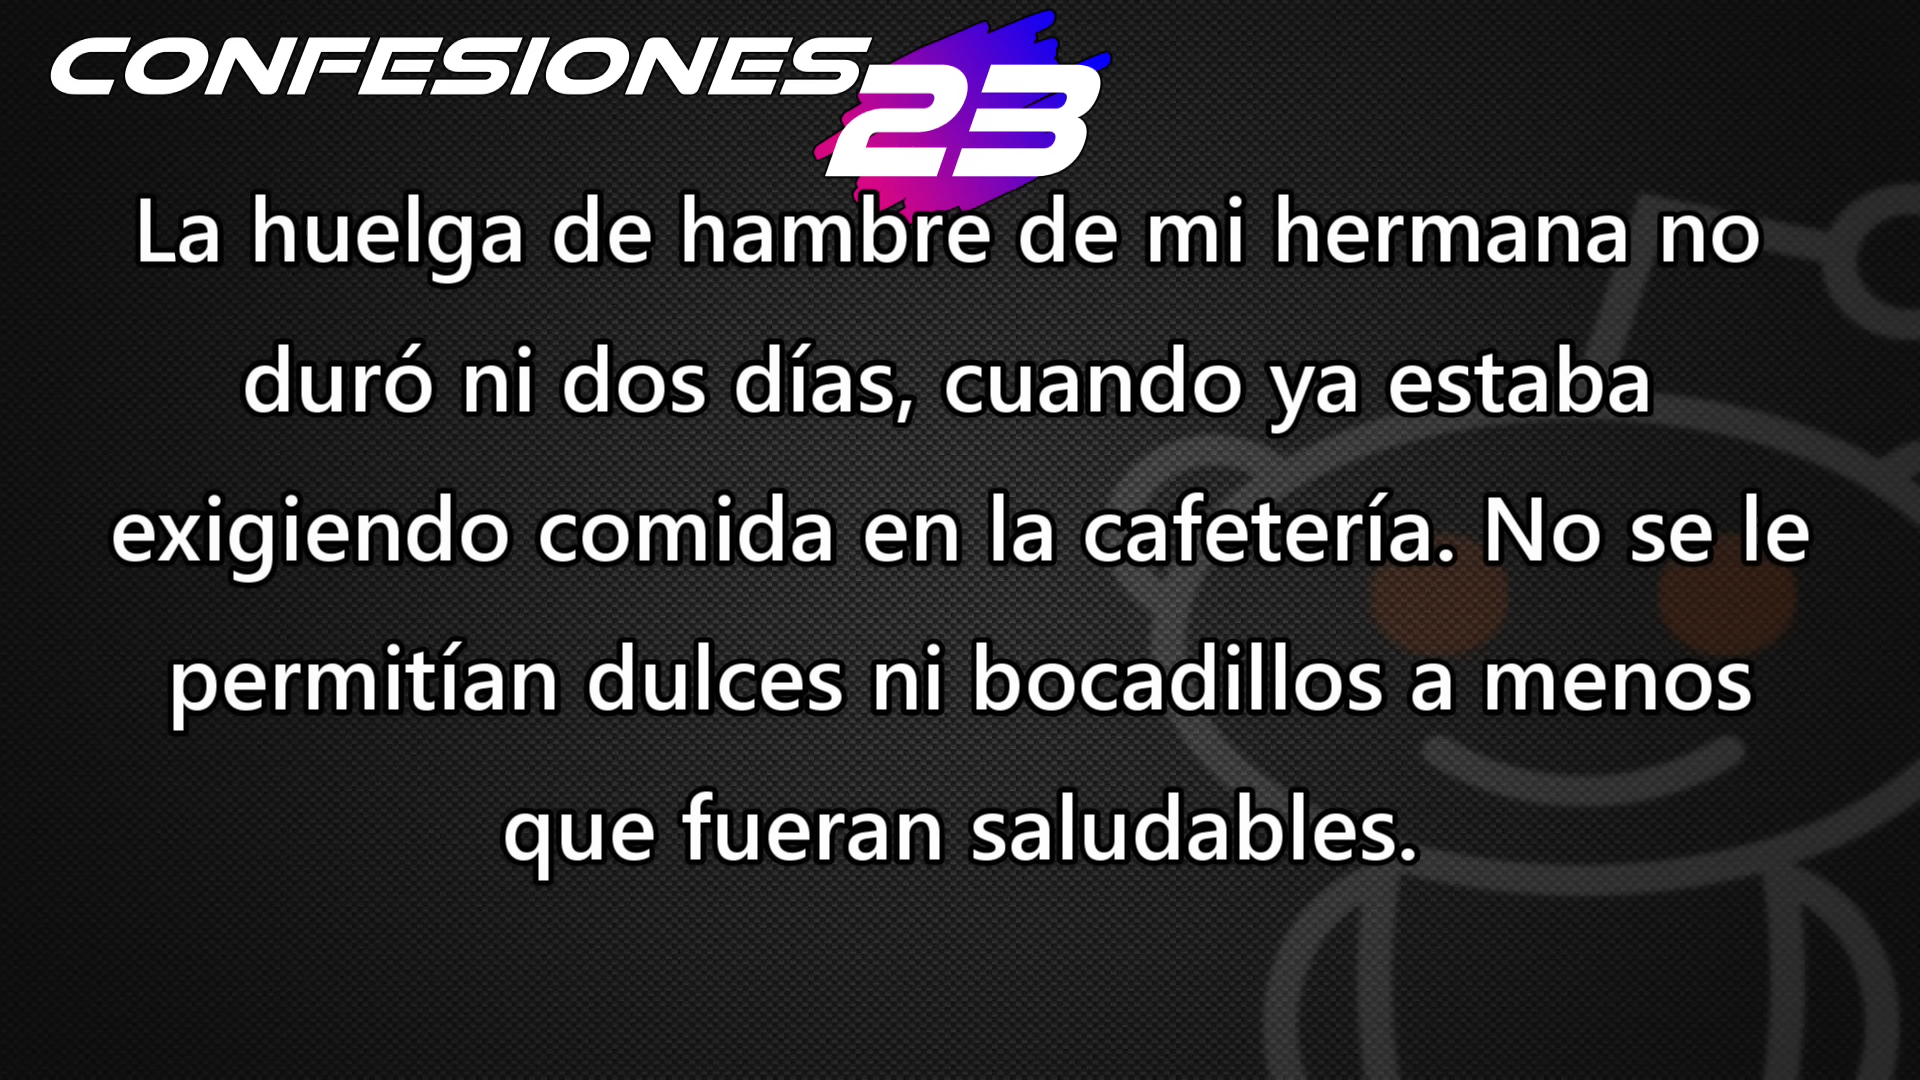 CONFESIONES
23
La huelga de hambre de mi hermana no
duró ni dos días, cuando ya estaba
exigiendo comida en la cafetería. No se le
permitían dulces ni bocadillos a menos
que fueran saludables.